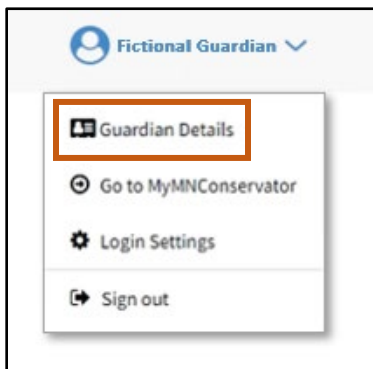 Fictional Guardian
Guardian Details
Go to MyMNConservator
Login Settings
Sign out